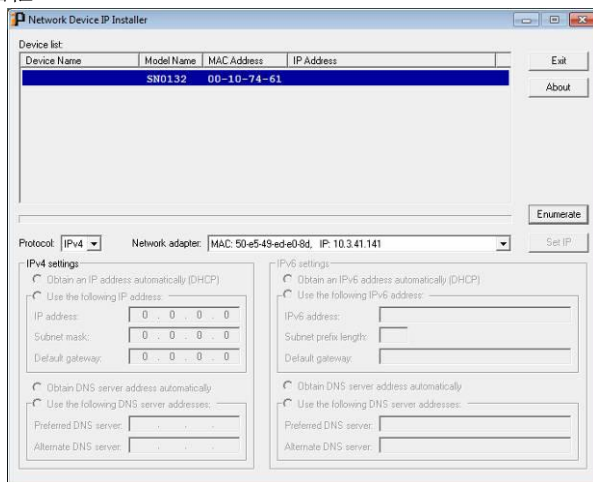 Network Device IP Installer
Device list:
Device Name Model Name MAC Address IP Address
SN0132 00-10-74-61
Exit
About
Enumerate
Protocol: IPv4 Network adapter: MAC: 50-e5-49-ed-e0-8d, IP: 10.3.41.141 Set IP
IPv4 settings
Obtain an IP address automatically (DHCP)
Use the following IP address:
IP address: 0 . 0 . 0 . 0
Subnet mask: 0 . 0 . 0 . 0
Default gateway: 0 . 0 . 0 . 0
Obtain DNS server address automatically
Use the following DNS server addresses:
Preferred DNS server: . . .
Alternate DNS server: . . .
IPv6 settings
Obtain an IPv6 address automatically (DHCP)
Use the following IPv6 address:
IPv6 address:
Subnet prefix length:
Default gateway:
Obtain DNS server address automatically
Use the following DNS server addresses:
Preferred DNS server:
Alternate DNS server: